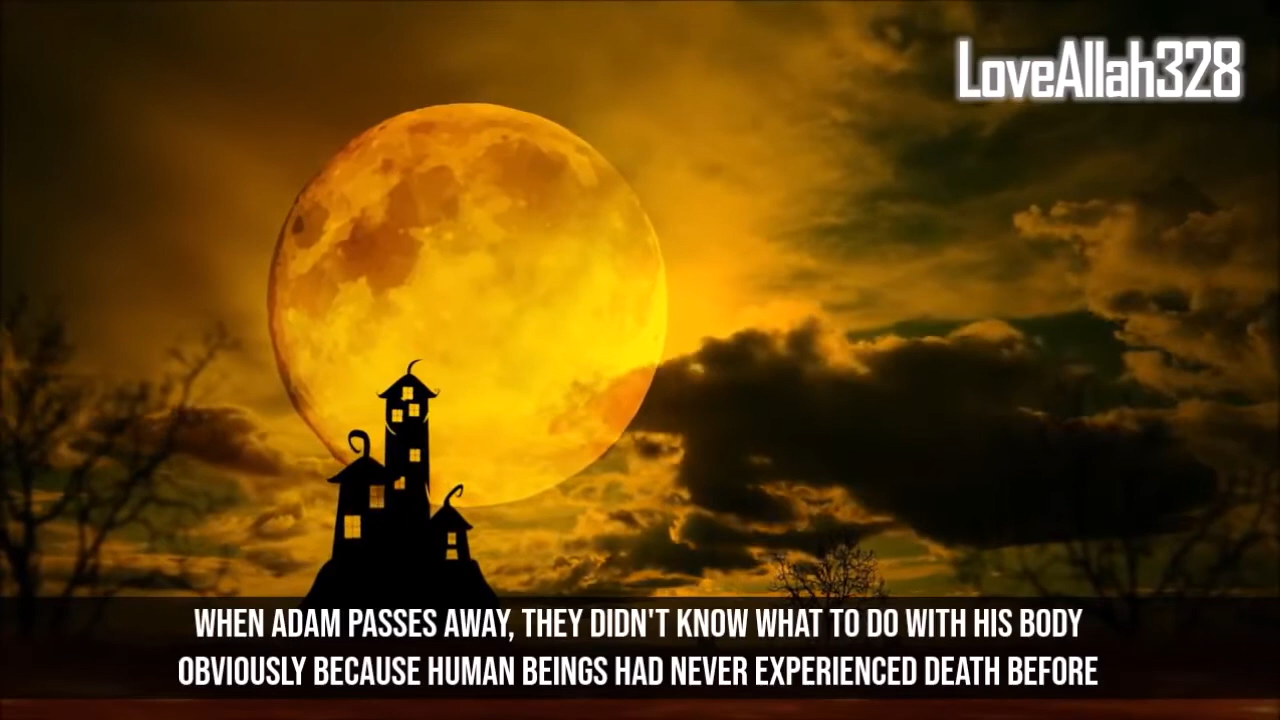 LoveAllah328
WHEN ADAM PASSES AWAY, THEY DIDN'T KNOW WHAT TO DO WITH HIS BODY
OBVIOUSLY BECAUSE HUMAN BEINGS HAD NEVER EXPERIENCED DEATH BEFORE